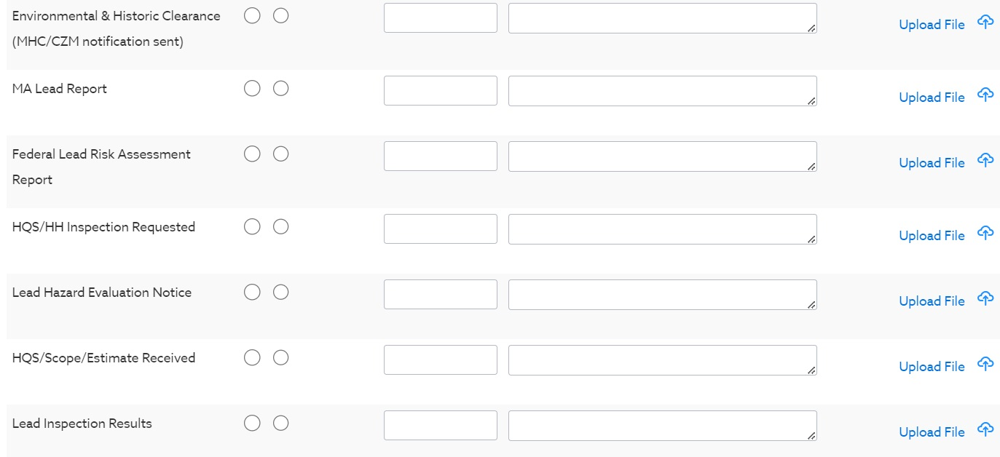 Environmental & Historic Clearance
(MHC/CZM notification sent)
Upload File
MA Lead Report
Upload File
Federal Lead Risk Assessment
Report
Upload File
HQS/HH Inspection Requested
Upload File
Lead Hazard Evaluation Notice
Upload File
HQS/Scope/Estimate Received
Upload File
Lead Inspection Results
Upload File